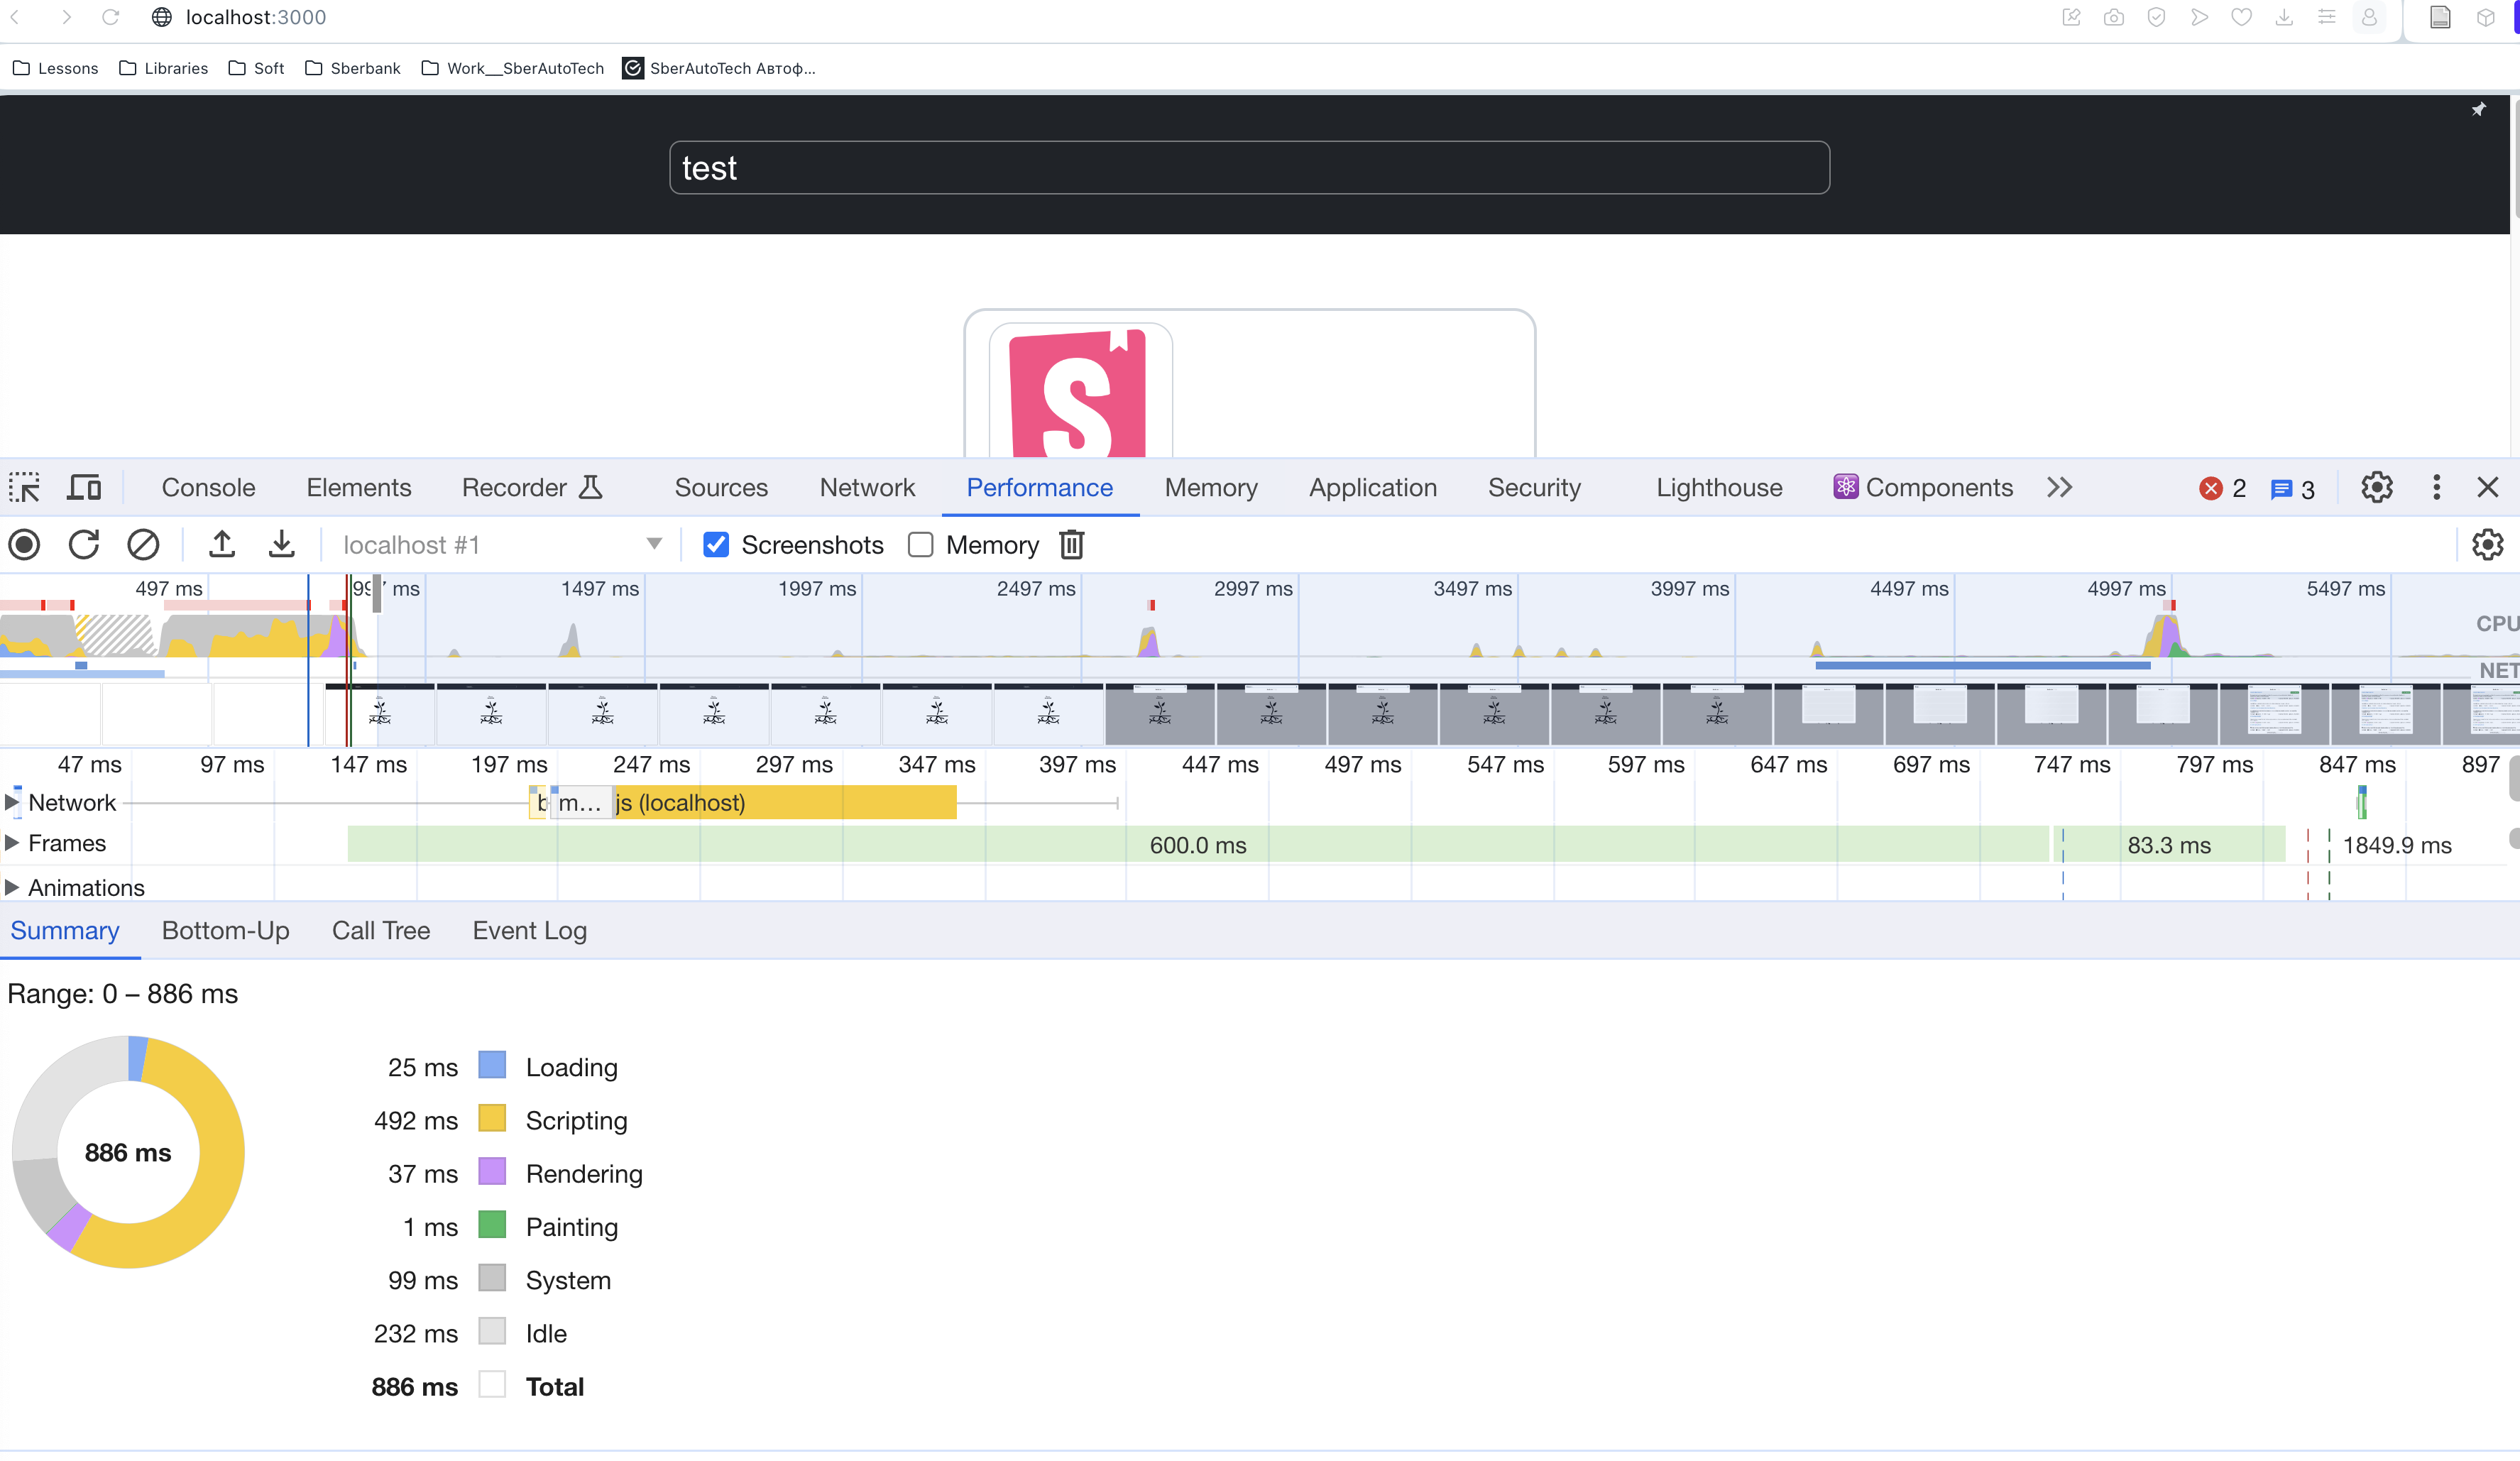 localhost:3000
Lessons Libraries Soft Sberbank Work__SberAutoTech SberAutoTech Автоф...
test
S
Console Elements Recorder Sources Network Performance Memory Application Security Lighthouse Components 2 3
localhost #1 Screenshots Memory
497 ms 997 ms 1497 ms 1997 ms 2497 ms 2997 ms 3497 ms 3997 ms 4497 ms 4997 ms 5497 ms
CPU
NET
47 ms 97 ms 147 ms 197 ms 247 ms 297 ms 347 ms 397 ms 447 ms 497 ms 547 ms 597 ms 647 ms 697 ms 747 ms 797 ms 847 ms 897
Network b m... js (localhost)
Frames 600.0 ms 83.3 ms 1849.9 ms
Animations
Summary Bottom-Up Call Tree Event Log
Range: 0 – 886 ms
886 ms
25 ms Loading
492 ms Scripting
37 ms Rendering
1 ms Painting
99 ms System
232 ms Idle
886 ms Total